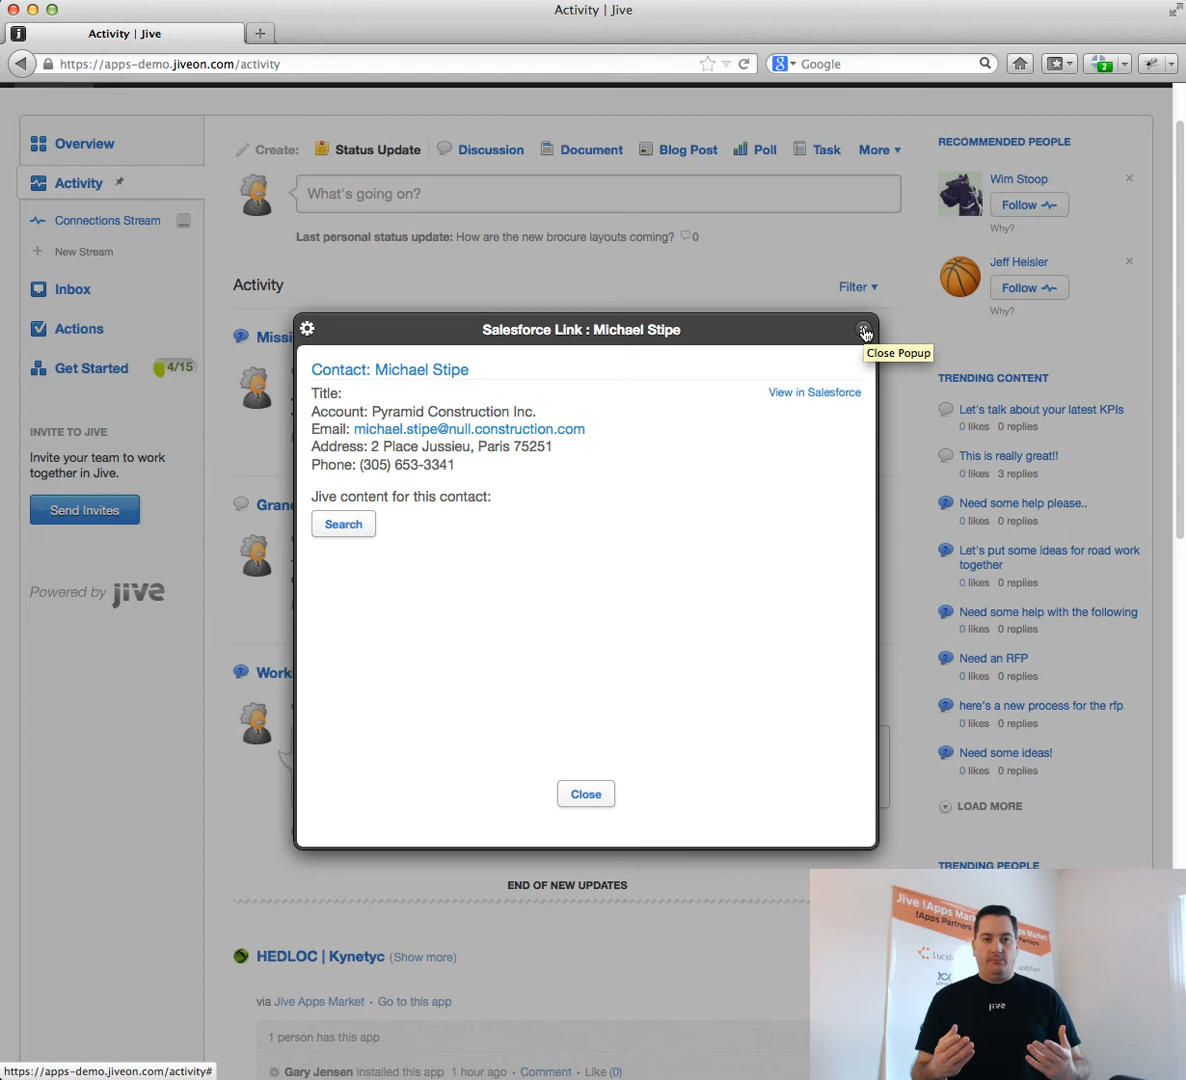 Activity | Jive
Activity | Jive
https://apps-demo.jiveon.com/activity
Google
2
Overview
Activity
Connections Stream
New Stream
Inbox
Actions
Get Started
4/15
INVITE TO JIVE
Invite your team to work
together in Jive.
Send Invites
Powered by jive
Create: Status Update Discussion Document Blog Post Poll Task More
What's going on?
Last personal status update: How are the new brocure layouts coming? 0
Activity
Filter
Missi
Gran
Work
Salesforce Link : Michael Stipe
Close Popup
Contact: Michael Stipe
Title:
View in Salesforce
Account: Pyramid Construction Inc.
Email: michael.stipe@null.construction.com
Address: 2 Place Jussieu, Paris 75251
Phone: (305) 653-3341
Jive content for this contact:
Search
Close
END OF NEW UPDATES
HEDLOC | Kynetyc (Show more)
via Jive Apps Market • Go to this app
1 person has this app
Gary Jensen installed this app 1 hour ago • Comment • Like (0)
RECOMMENDED PEOPLE
Wim Stoop
Follow
Why?
Jeff Heisler
Follow
Why?
TRENDING CONTENT
Let's talk about your latest KPIs
0 likes 0 replies
This is really great!!
0 likes 3 replies
Need some help please..
0 likes 0 replies
Let's put some ideas for road work
together
0 likes 0 replies
Need some help with the following
0 likes 0 replies
Need an RFP
0 likes 0 replies
here's a new process for the rfp
0 likes 0 replies
Need some ideas!
0 likes 0 replies
LOAD MORE
TRENDING PEOPLE
Jive !Apps Mark
!Apps Partners
jive
https://apps-demo.jiveon.com/activity#